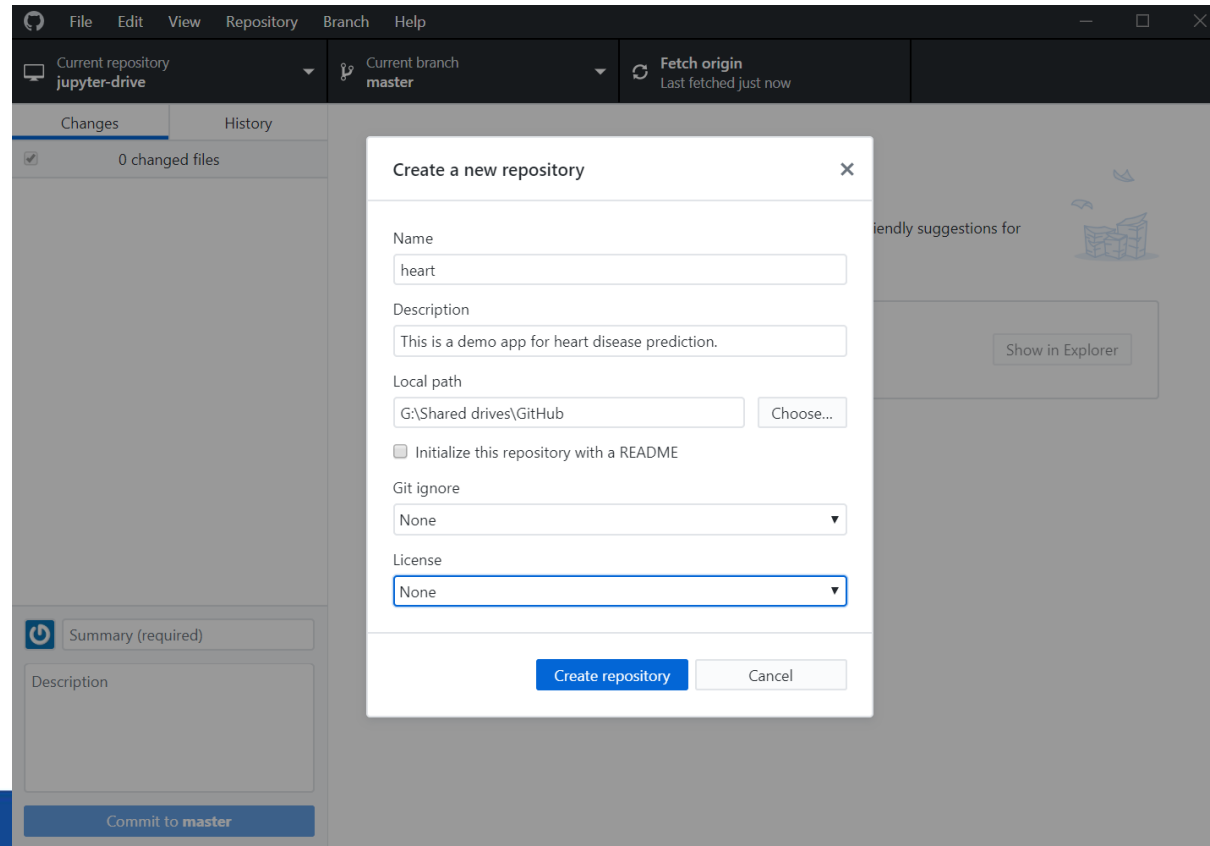 File Edit View Repository Branch Help
Current repository
jupyter-drive
Current branch
master
Fetch origin
Last fetched just now
Changes History
0 changed files
Create a new repository
iendly suggestions for
Name
heart
Description
This is a demo app for heart disease prediction.
Show in Explorer
Local path
G:\Shared drives\GitHub Choose...
Initialize this repository with a README
Git ignore
None
License
None
Summary (required)
Description
Create repository Cancel
Commit to master